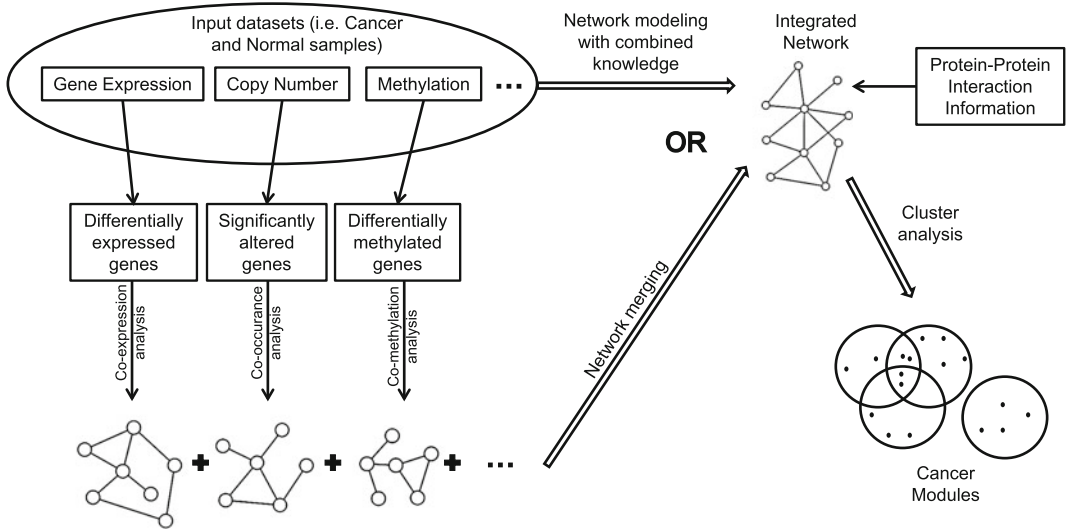 Input datasets (i.e. Cancer
and Normal samples)
Gene Expression
Copy Number
Methylation
...
Network modeling
with combined
knowledge
Integrated
Network
Protein-Protein
Interaction
Information
OR
Differentially
expressed
genes
Significantly
altered
genes
Differentially
methylated
genes
Co-expression
analysis
Co-occurance
analysis
Co-methylation
analysis
Network merging
Cluster
analysis
+
+
+
...
Cancer
Modules